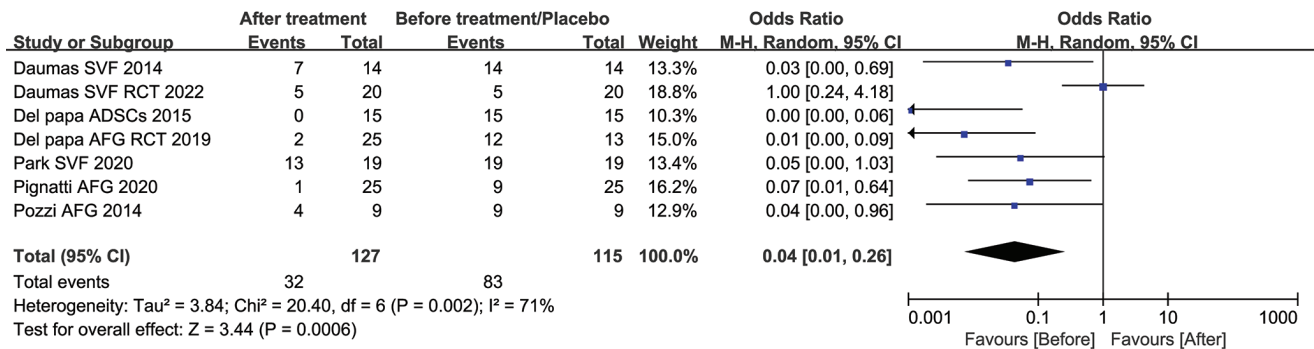 After treatment Before treatment/Placebo Odds Ratio Odds Ratio
Study or Subgroup Events Total Events Total Weight M-H, Random, 95% CI M-H, Random, 95% CI
Daumas SVF 2014 7 14 14 14 13.3% 0.03 [0.00, 0.69]
Daumas SVF RCT 2022 5 20 5 20 18.8% 1.00 [0.24, 4.18]
Del papa ADSCs 2015 0 15 15 15 10.3% 0.00 [0.00, 0.06]
Del papa AFG RCT 2019 2 25 12 13 15.0% 0.01 [0.00, 0.09]
Park SVF 2020 13 19 19 19 13.4% 0.05 [0.00, 1.03]
Pignatti AFG 2020 1 25 9 25 16.2% 0.07 [0.01, 0.64]
Pozzi AFG 2014 4 9 9 9 12.9% 0.04 [0.00, 0.96]
Total (95% CI) 127 115 100.0% 0.04 [0.01, 0.26]
Total events 32 83
Heterogeneity: Tau² = 3.84; Chi² = 20.40, df = 6 (P = 0.002); I² = 71%
Test for overall effect: Z = 3.44 (P = 0.0006)
0.001 0.1 1 10 1000
Favours [Before] Favours [After]